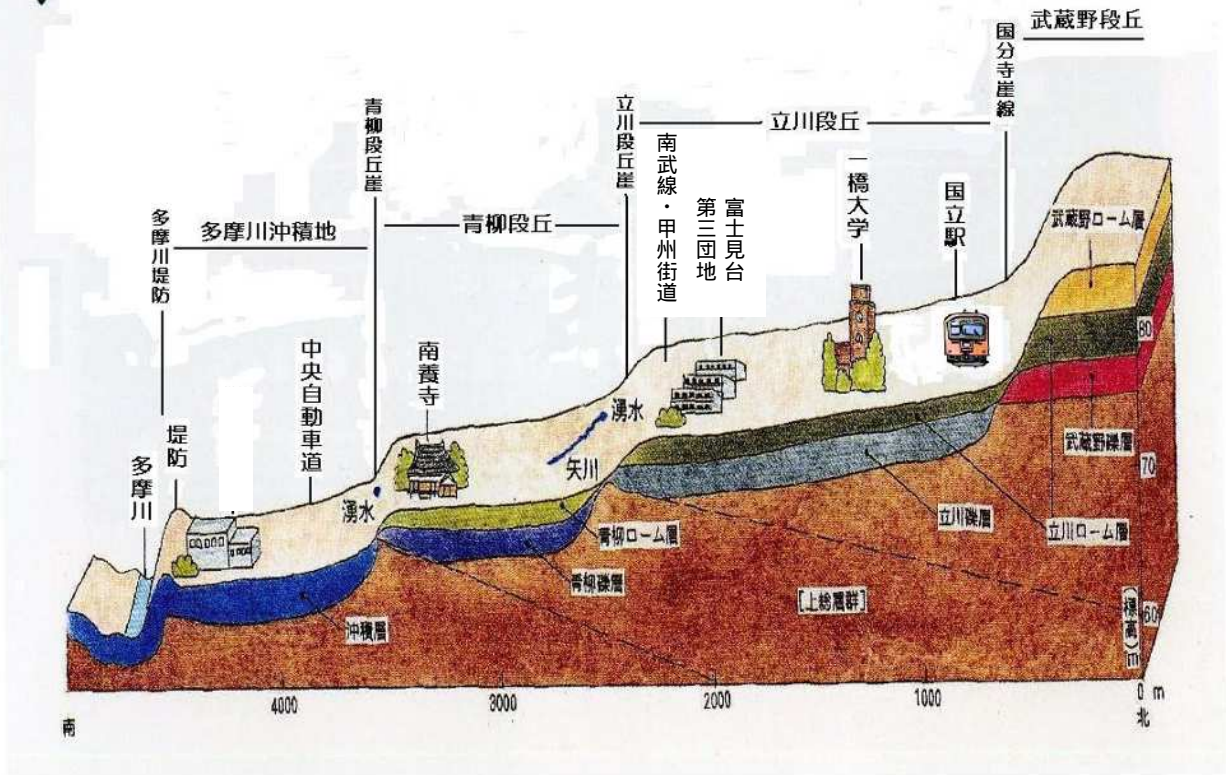 武蔵野段丘
国分寺崖線
立川段丘
立川段丘崖
青柳段丘崖
南武線・甲州街道
富士見台
第三団地
一橋大学
国立駅
青柳段丘
多摩川沖積地
多摩川堤防
武蔵野ローム層
中央自動車道
南養寺
堤防
多摩川
湧水
矢川
湧水
80
武蔵野礫層
70
立川礫層
立川ローム層
青柳ローム層
青柳礫層
[上総層群]
沖積層
60
(標高)m
4000
3000
2000
1000
0 m
南
北